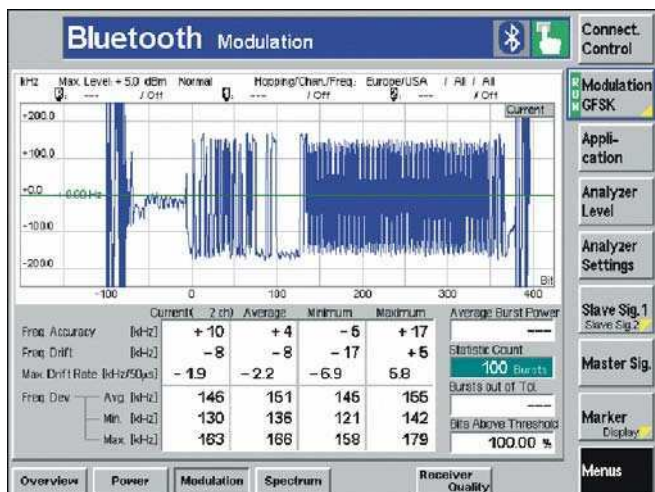 Bluetooth Modulation
Connect. Control
kHz Max. Level: + 5.0 dBm Normal Hopping/Chan./Freq.: Europe/USA / All / All
--- / Off --- / Off --- / Off
Current
+200.0
+100.0
+0.0 +0.00 Hz
-100.0
-200.0
Bit
-100 0 100 200 300 400
Current( 2 ch) Average Minimum Maximum Average Burst Power
Freq. Accuracy [kHz] + 10 + 4 - 5 + 17 ---
Freq. Drift [kHz] - 8 - 8 - 17 + 5 Statistic Count
Max. Drift Rate [kHz/50µs] - 1.9 - 2.2 - 6.9 5.8 100 Bursts
Freq. Dev Avg. [kHz] 146 151 145 155 Bursts out of Tol.
---
Min. [kHz] 130 136 121 142 Bits Above Threshold
Max. [kHz] 163 166 158 179 100.00 %
RUN Modulation GFSK
Appli-
cation
Analyzer Level
Analyzer Settings
Slave Sig.1
Slave Sig.2
Master Sig.
Marker
Display
Menus
Overview Power Modulation Spectrum Receiver Quality